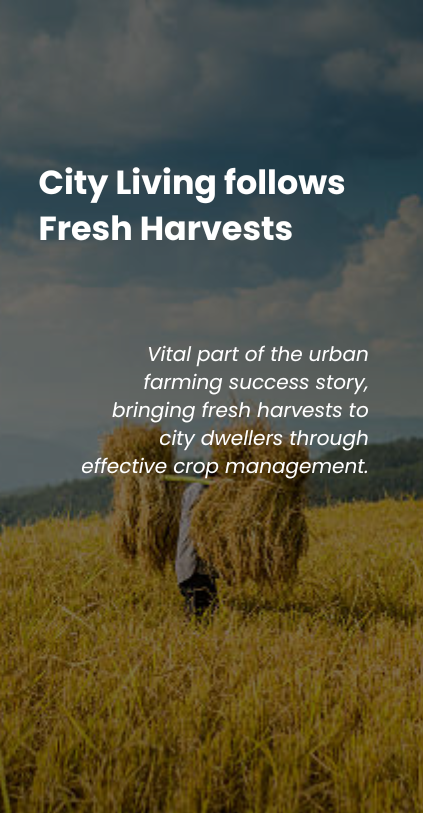 City Living follows
Fresh Harvests
Vital part of the urban
farming success story,
bringing fresh harvests to
city dwellers through
effective crop management.